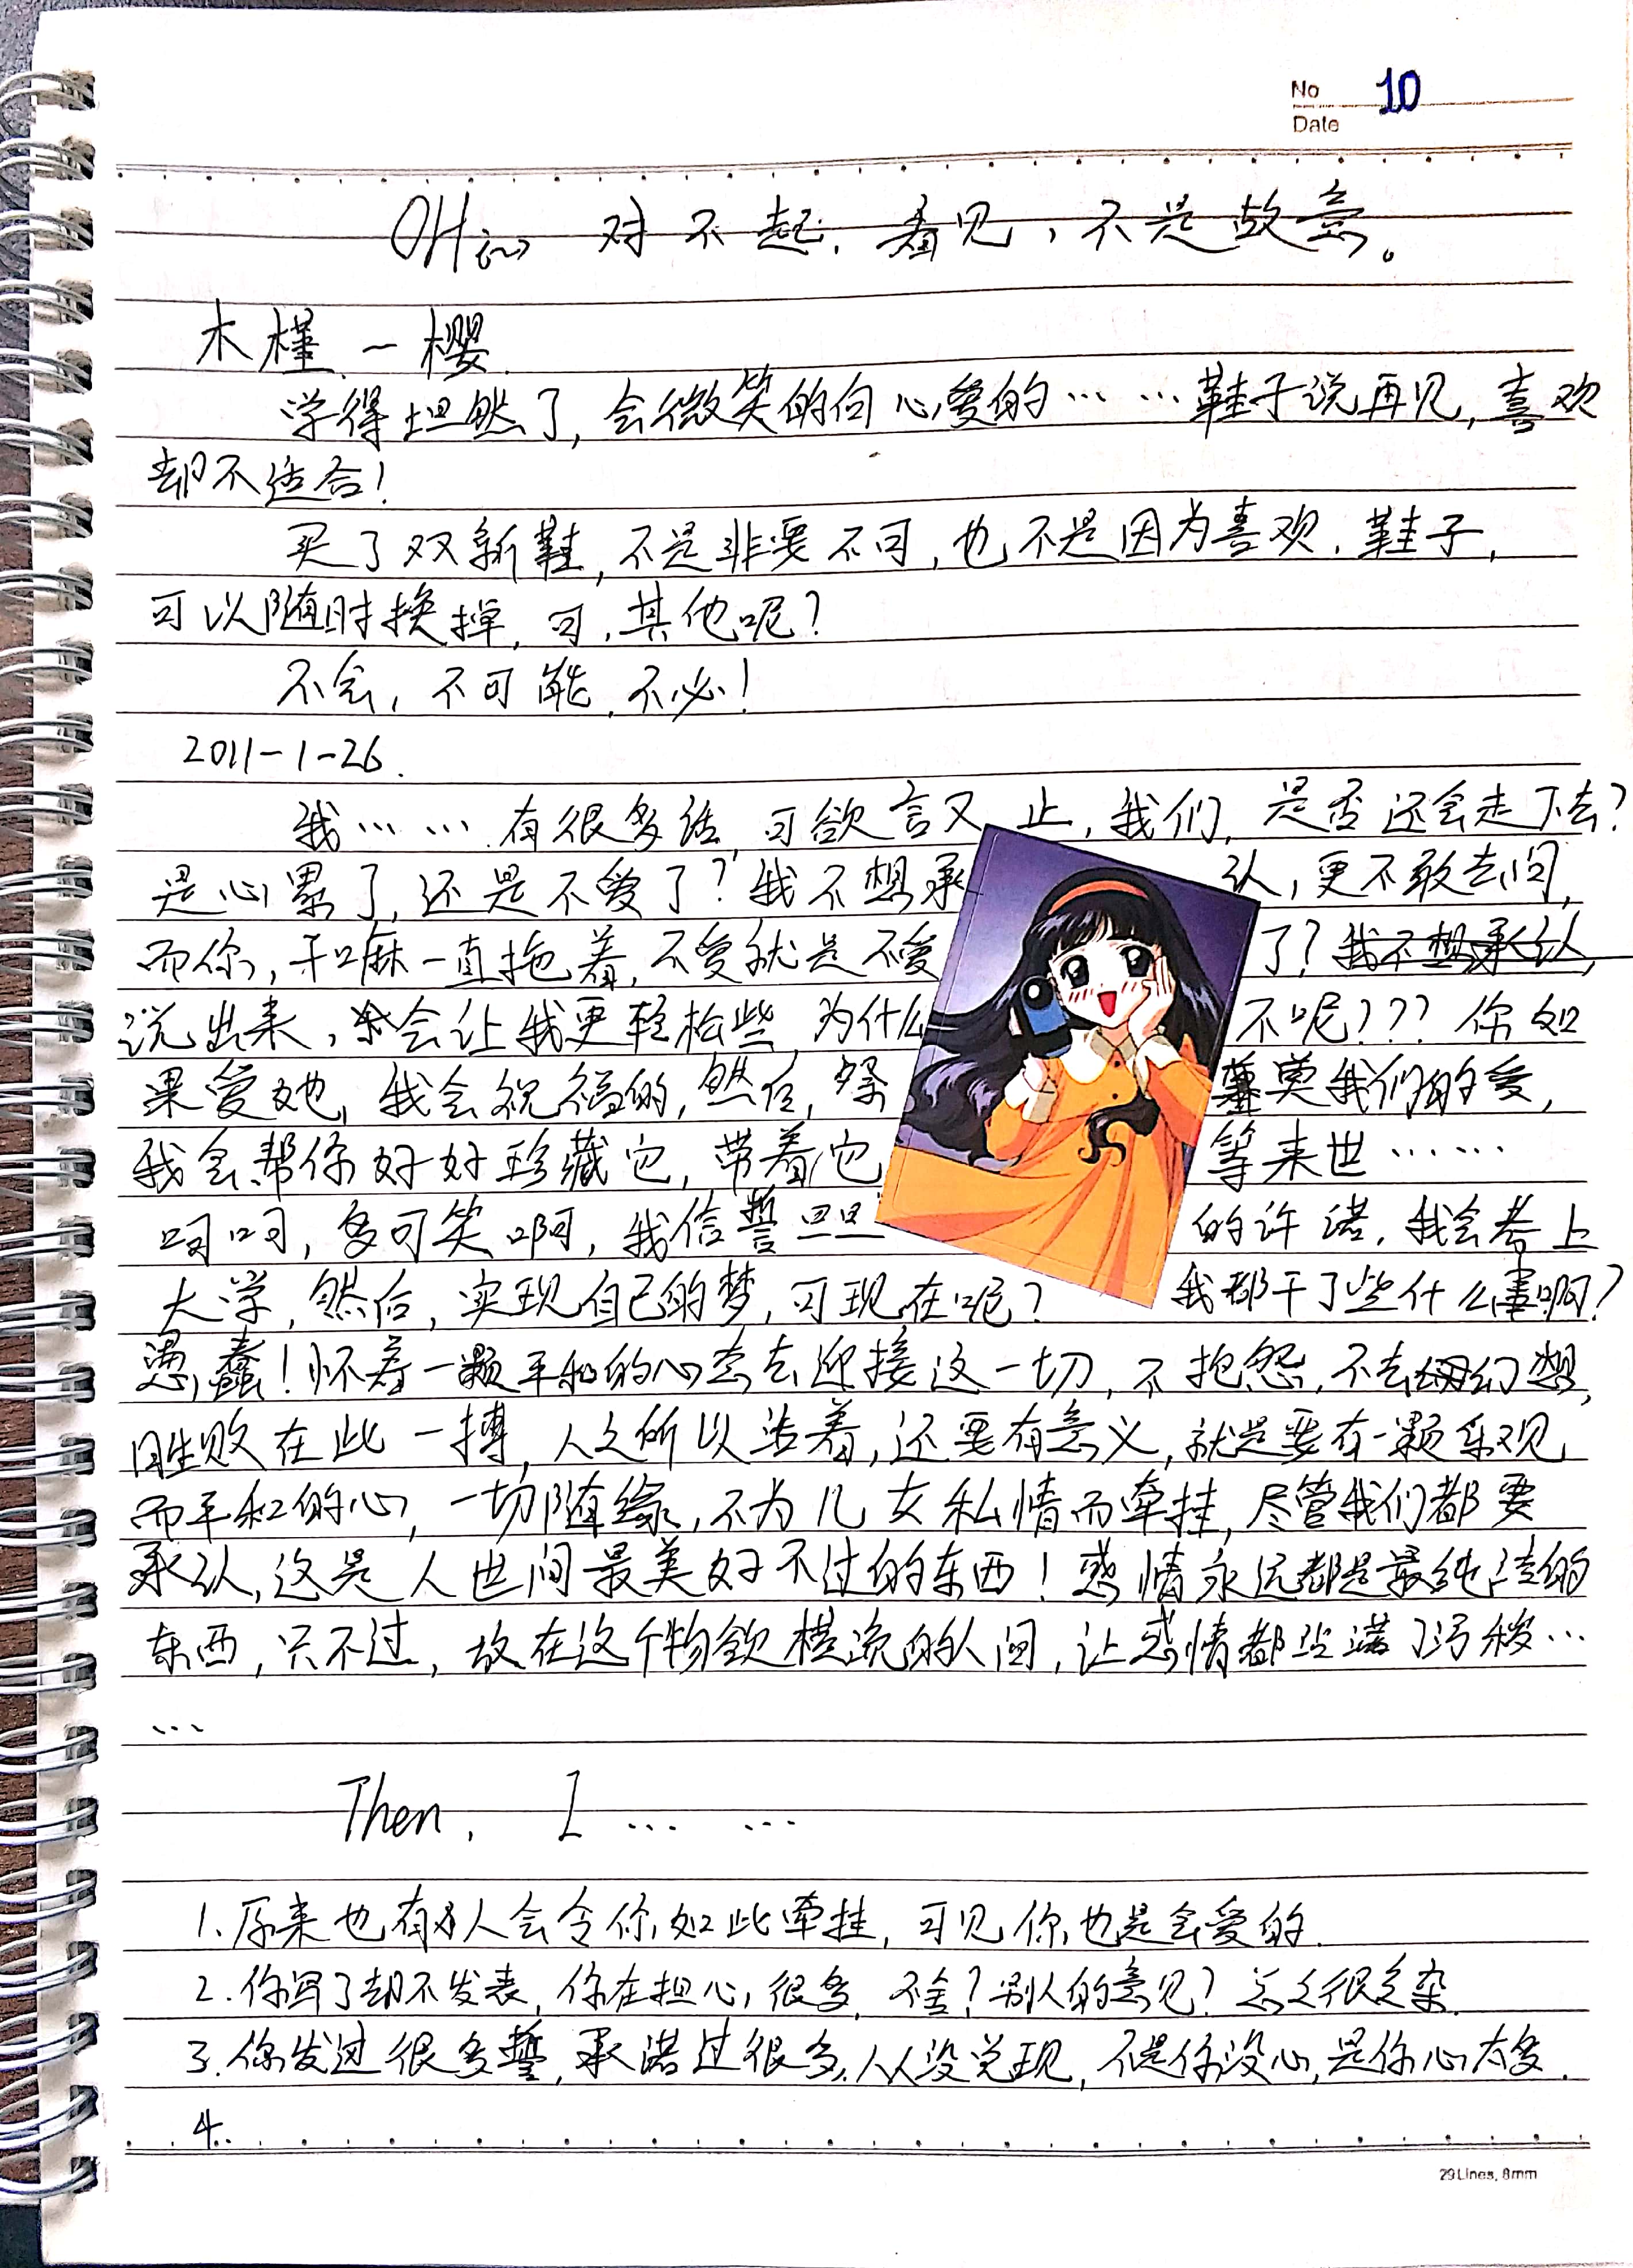 No 10
Date
OH 对不起，看见，不是故意。
木槿－樱
学得坦然了，会微笑的向心爱的……鞋子说再见，喜欢
却不适合！
买了双新鞋，不是非要不可，也不是因为喜欢．鞋子，
可以随时换掉，可，其他呢？
不会，不可能，不必！
2011-1-26.
我……有很多话，可欲言又止，我们，是否还会走下去？
是心累了，还是不爱了？我不想承认，更不敢去问，
而你，干嘛一直拖着，不爱就是不爱了？我不想承认，
说出来，会让我更轻松些，为什么不呢？？？你如
果爱她，我会祝福的，然后，祭奠我们的爱，
我会帮你好好珍藏它，带着它等来世……
呵呵，多可笑啊，我信誓旦旦的许诺．我会考上
大学，然后，实现自己的梦，可现在呢？我都干了些什么啊？
愚蠢！怀着一颗平和的心态去迎接这一切，不抱怨，不去幻想，
胜败在此一搏，人之所以活着，还要有意义，就是要有一颗乐观
而平和的心，一切随缘，不为儿女私情而牵挂，尽管我们都要
承认，这是人世间最美好不过的东西！感情永远都是最纯洁的
东西，只不过，放在这个物欲横流的人间，让感情都沾满了污秽…
…
Then, I … …
1.原来也有人会令你如此牵挂，可见你也是会爱的．
2.你写了却不发表，你在担心很多，不舍？别人的意见？怎么很复杂．
3.你发过很多誓，承诺过很多，从没兑现，不是你没心，是你心太多．
4.
29Lines, 8mm